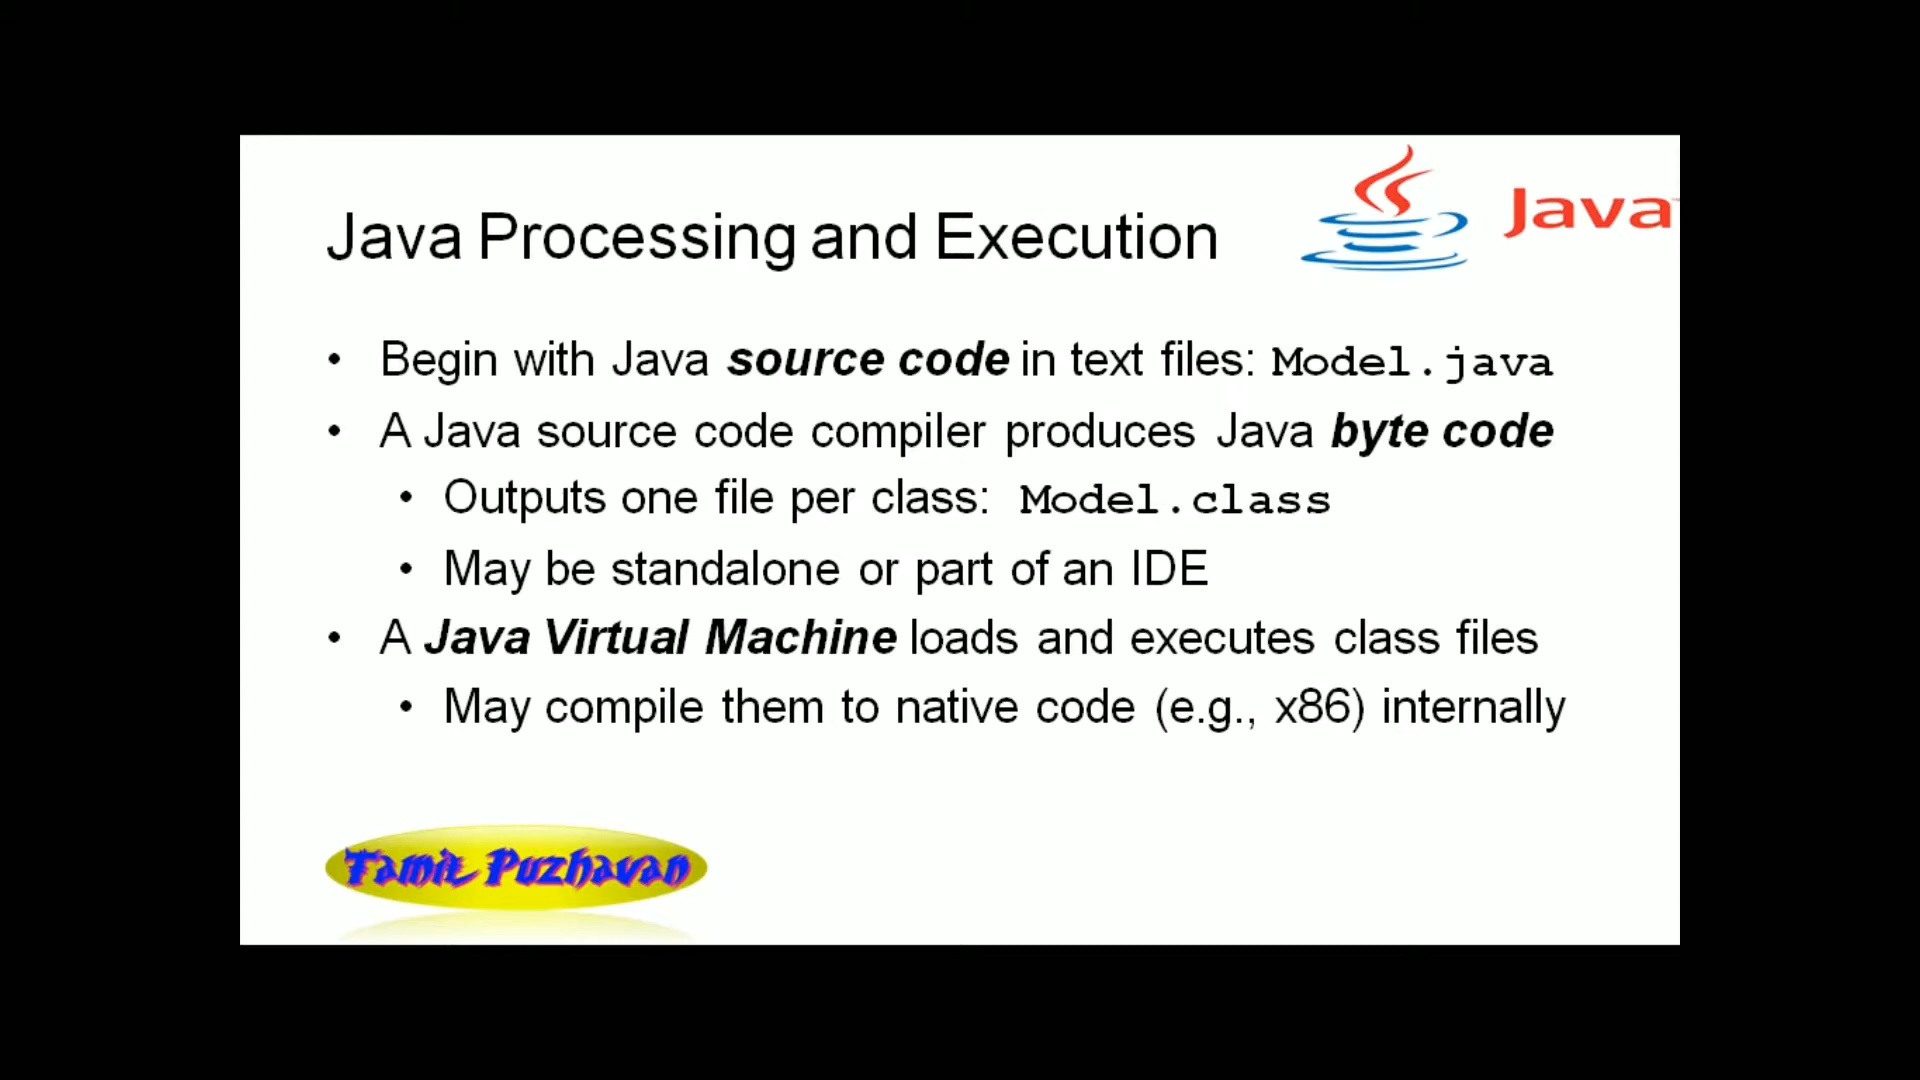 Java
Java Processing and Execution
• Begin with Java source code in text files: Model.java
• A Java source code compiler produces Java byte code
• Outputs one file per class: Model.class
• May be standalone or part of an IDE
• A Java Virtual Machine loads and executes class files
• May compile them to native code (e.g., x86) internally
Tamil Puzhavan